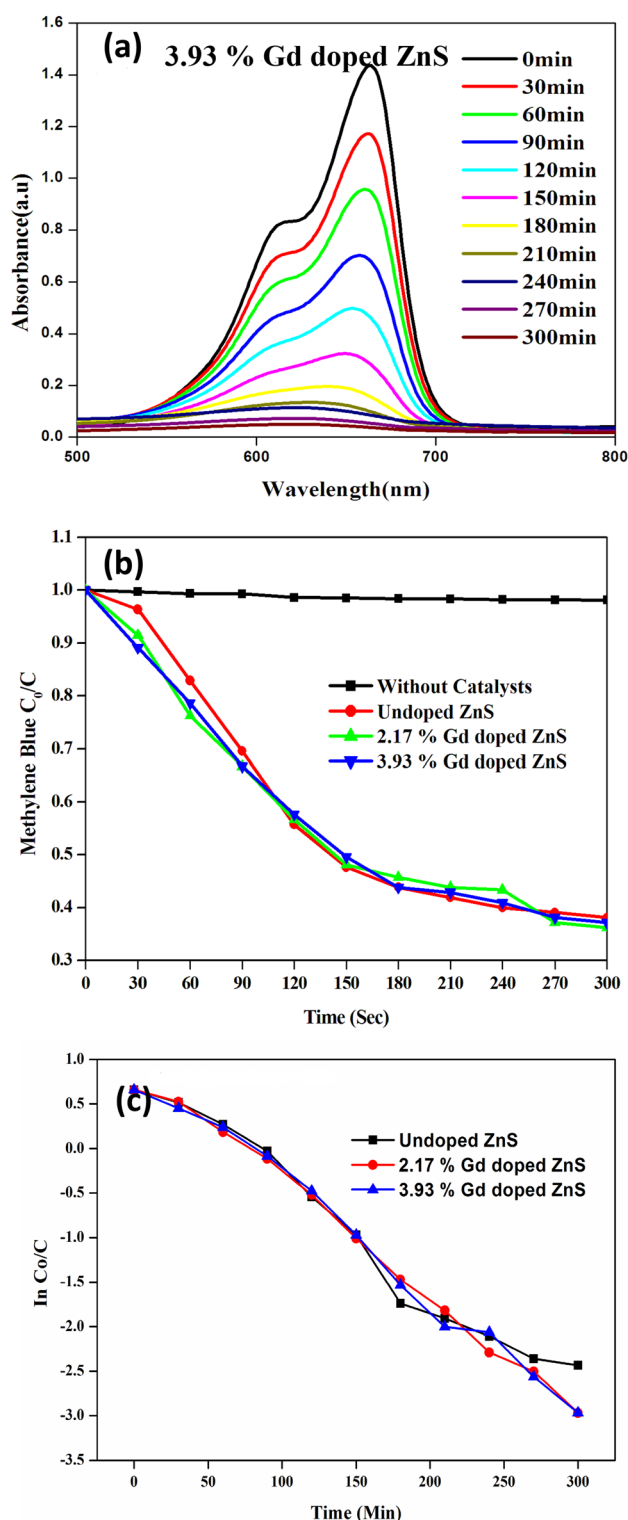 (a)
3.93 % Gd doped ZnS
0min
30min
60min
90min
120min
150min
180min
210min
240min
270min
300min
1.6
1.4
1.2
1.0
0.8
0.6
0.4
0.2
0.0
Absorbance(a.u)
500
600
700
800
Wavelength(nm)
(b)
1.1
1.0
0.9
0.8
0.7
0.6
0.5
0.4
0.3
Methylene Blue C0/C
Without Catalysts
Undoped ZnS
2.17 % Gd doped ZnS
3.93 % Gd doped ZnS
0 30 60 90 120 150 180 210 240 270 300
Time (Sec)
(c)
1.0
0.5
0.0
-0.5
-1.0
-1.5
-2.0
-2.5
-3.0
-3.5
In Co/C
Undoped ZnS
2.17 % Gd doped ZnS
3.93 % Gd doped ZnS
0 50 100 150 200 250 300
Time (Min)